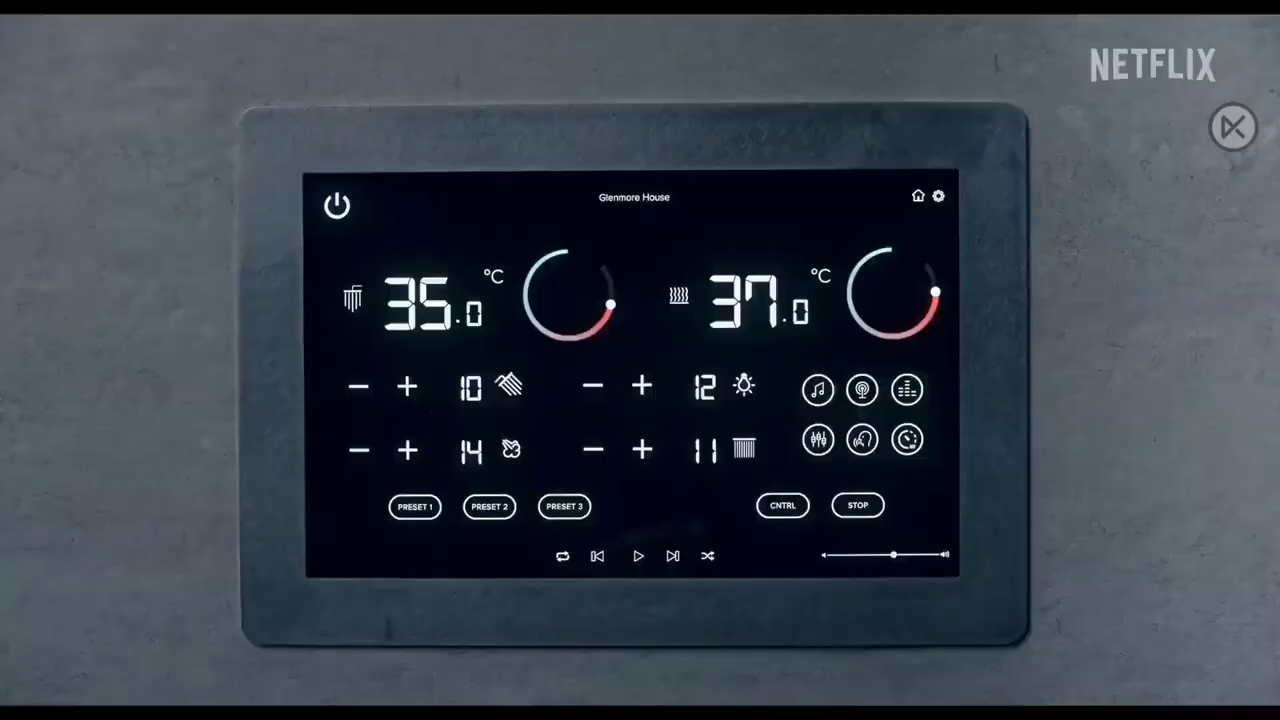 NETFLIX
Glenmore House
35.0 °C
37.0 °C
10
12
14
11
PRESET 1
PRESET 2
PRESET 3
CNTRL
STOP